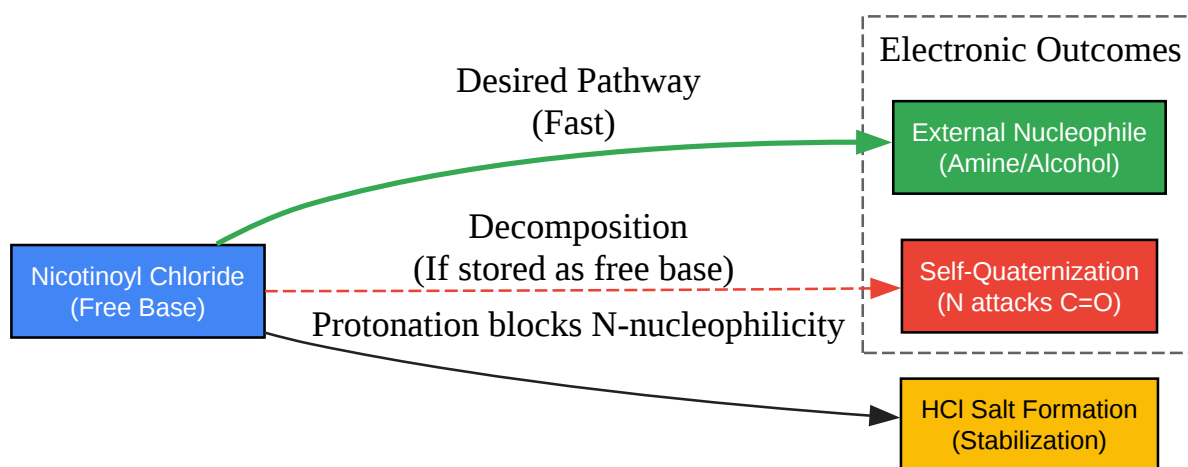 Electronic Outcomes
Desired Pathway
(Fast)
External Nucleophile
(Amine/Alcohol)
Decomposition
(If stored as free base)
Nicotinoyl Chloride
(Free Base)
Self-Quaternization
(N attacks C=O)
Protonation blocks N-nucleophilicity
HCl Salt Formation
(Stabilization)